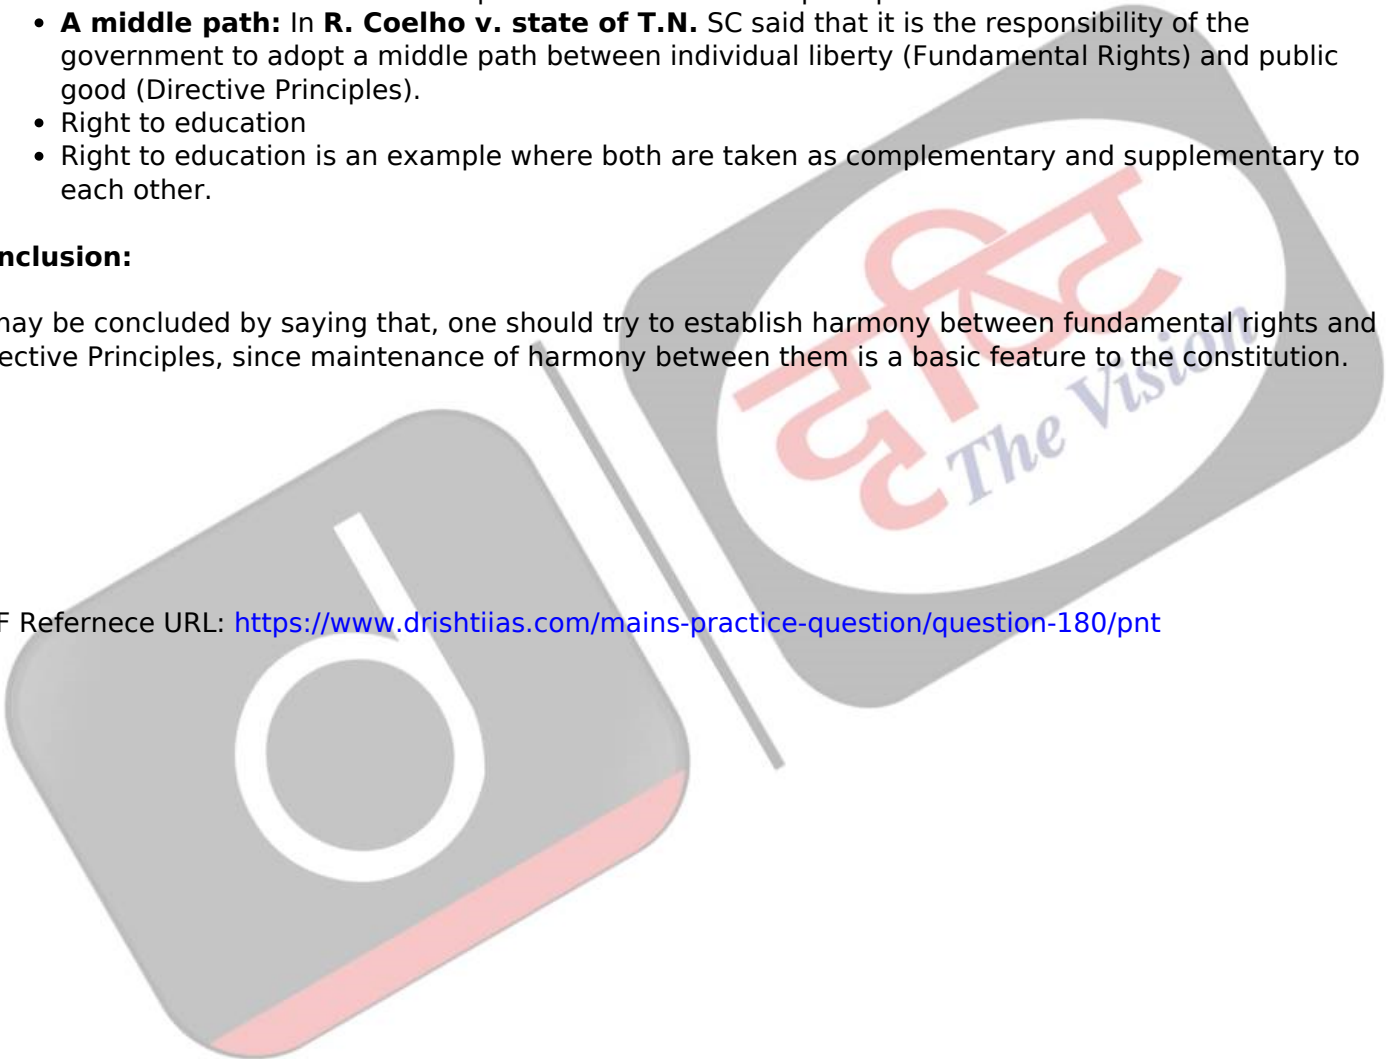 • A middle path: In R. Coelho v. state of T.N. SC said that it is the responsibility of the
government to adopt a middle path between individual liberty (Fundamental Rights) and public
good (Directive Principles).
• Right to education
• Right to education is an example where both are taken as complementary and supplementary to
each other.
nclusion:
may be concluded by saying that, one should try to establish harmony between fundamental rights and
ective Principles, since maintenance of harmony between them is a basic feature to the constitution.
दृष्टि
The Vision
d
F Refernece URL: https://www.drishtiias.com/mains-practice-question/question-180/pnt